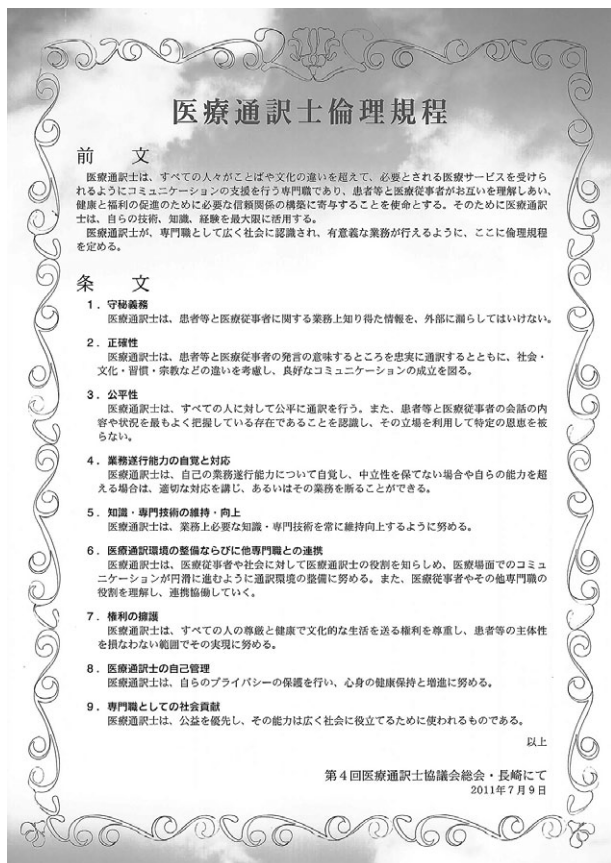 医療通訳士倫理規程
前　文
医療通訳士は、すべての人々がことばや文化の違いを超えて、必要とされる医療サービスを受けら
れるようにコミュニケーションの支援を行う専門職であり、患者等と医療従事者がお互いを理解しあい、
健康と福利の促進のために必要な信頼関係の構築に寄与することを使命とする。そのために医療通訳
士は、自らの技術、知識、経験を最大限に活用する。
医療通訳士が、専門職として広く社会に認識され、有意義な業務が行えるように、ここに倫理規程
を定める。
条　文
1．守秘義務
医療通訳士は、患者等と医療従事者に関する業務上知り得た情報を、外部に漏らしてはいけない。
2．正確性
医療通訳士は、患者等と医療従事者の発言の意味するところを忠実に通訳するとともに、社会・
文化・習慣・宗教などの違いを考慮し、良好なコミュニケーションの成立を図る。
3．公平性
医療通訳士は、すべての人に対して公平に通訳を行う。また、患者等と医療従事者の会話の内
容や状況を最もよく把握している存在であることを認識し、その立場を利用して特定の恩恵を被
らない。
4．業務遂行能力の自覚と対応
医療通訳士は、自己の業務遂行能力について自覚し、中立性を保てない場合や自らの能力を超
える場合は、適切な対応を講じ、あるいはその業務を断ることができる。
5．知識・専門技術の維持・向上
医療通訳士は、業務上必要な知識・専門技術を常に維持向上するように努める。
6．医療通訳環境の整備ならびに他専門職との連携
医療通訳士は、医療従事者や社会に対して医療通訳士の役割を知らしめ、医療場面でのコミュ
ニケーションが円滑に進むように通訳環境の整備に努める。また、医療従事者やその他専門職の
役割を理解し、連携協働していく。
7．権利の擁護
医療通訳士は、すべての人の尊厳と健康で文化的な生活を送る権利を尊重し、患者等の主体性
を損なわない範囲でその実現に努める。
8．医療通訳士の自己管理
医療通訳士は、自らのプライバシーの保護を行い、心身の健康保持と増進に努める。
9．専門職としての社会貢献
医療通訳士は、公益を優先し、その能力は広く社会に役立てるために使われるものである。
以上
第4回医療通訳士協議会総会・長崎にて
2011年7月9日